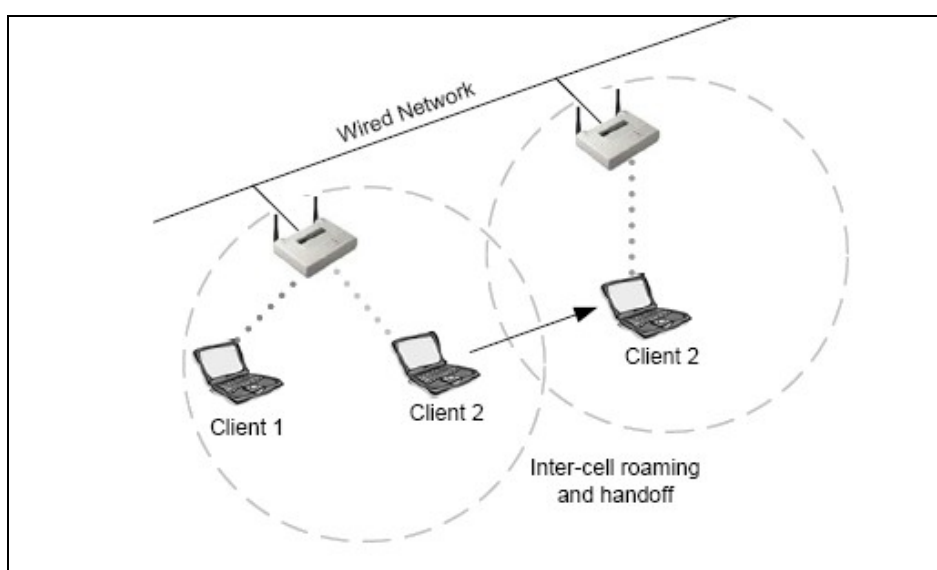 Wired Network
Client 2
Client 1
Client 2
Inter-cell roaming
and handoff